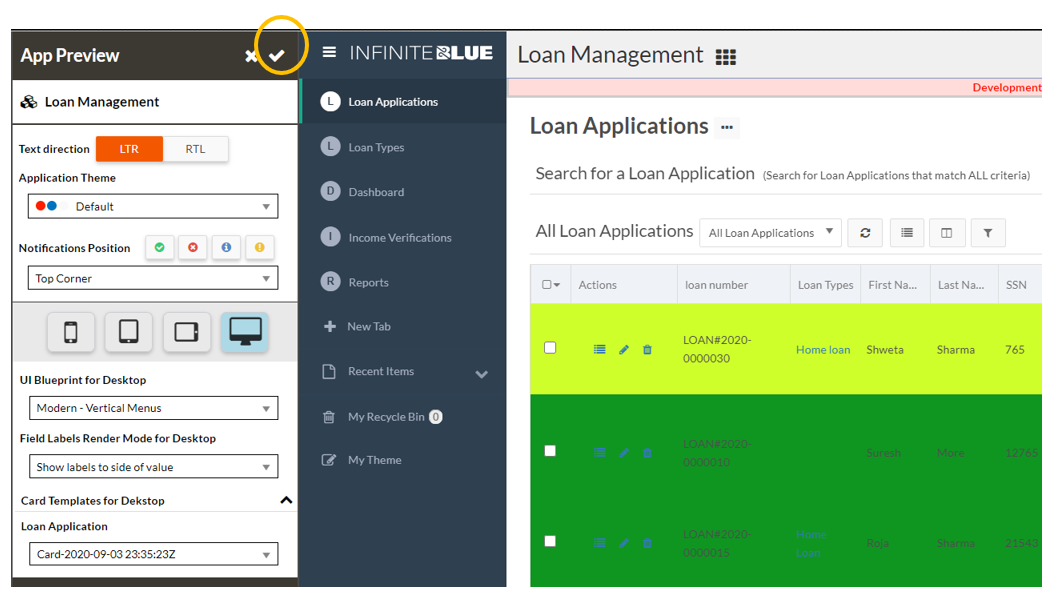 App Preview
Loan Management
Text direction LTR RTL
Application Theme
Default
Notifications Position
Top Corner
UI Blueprint for Desktop
Modern - Vertical Menus
Field Labels Render Mode for Desktop
Show labels to side of value
Card Templates for Dekstop
Loan Application
Card-2020-09-03 23:35:23Z
INFINITEBLUE
L Loan Applications
L Loan Types
D Dashboard
I Income Verifications
R Reports
New Tab
Recent Items
My Recycle Bin 0
My Theme
Loan Management
Development
Loan Applications
Search for a Loan Application (Search for Loan Applications that match ALL criteria)
All Loan Applications All Loan Applications
Actions loan number Loan Types First Na... Last Na... SSN
LOAN#2020-
0000030 Home loan Shweta Sharma 765
LOAN#2020-
0000010 Suresh More 12765
LOAN#2020-
0000015 Home
Loan Roja Sharma 21543